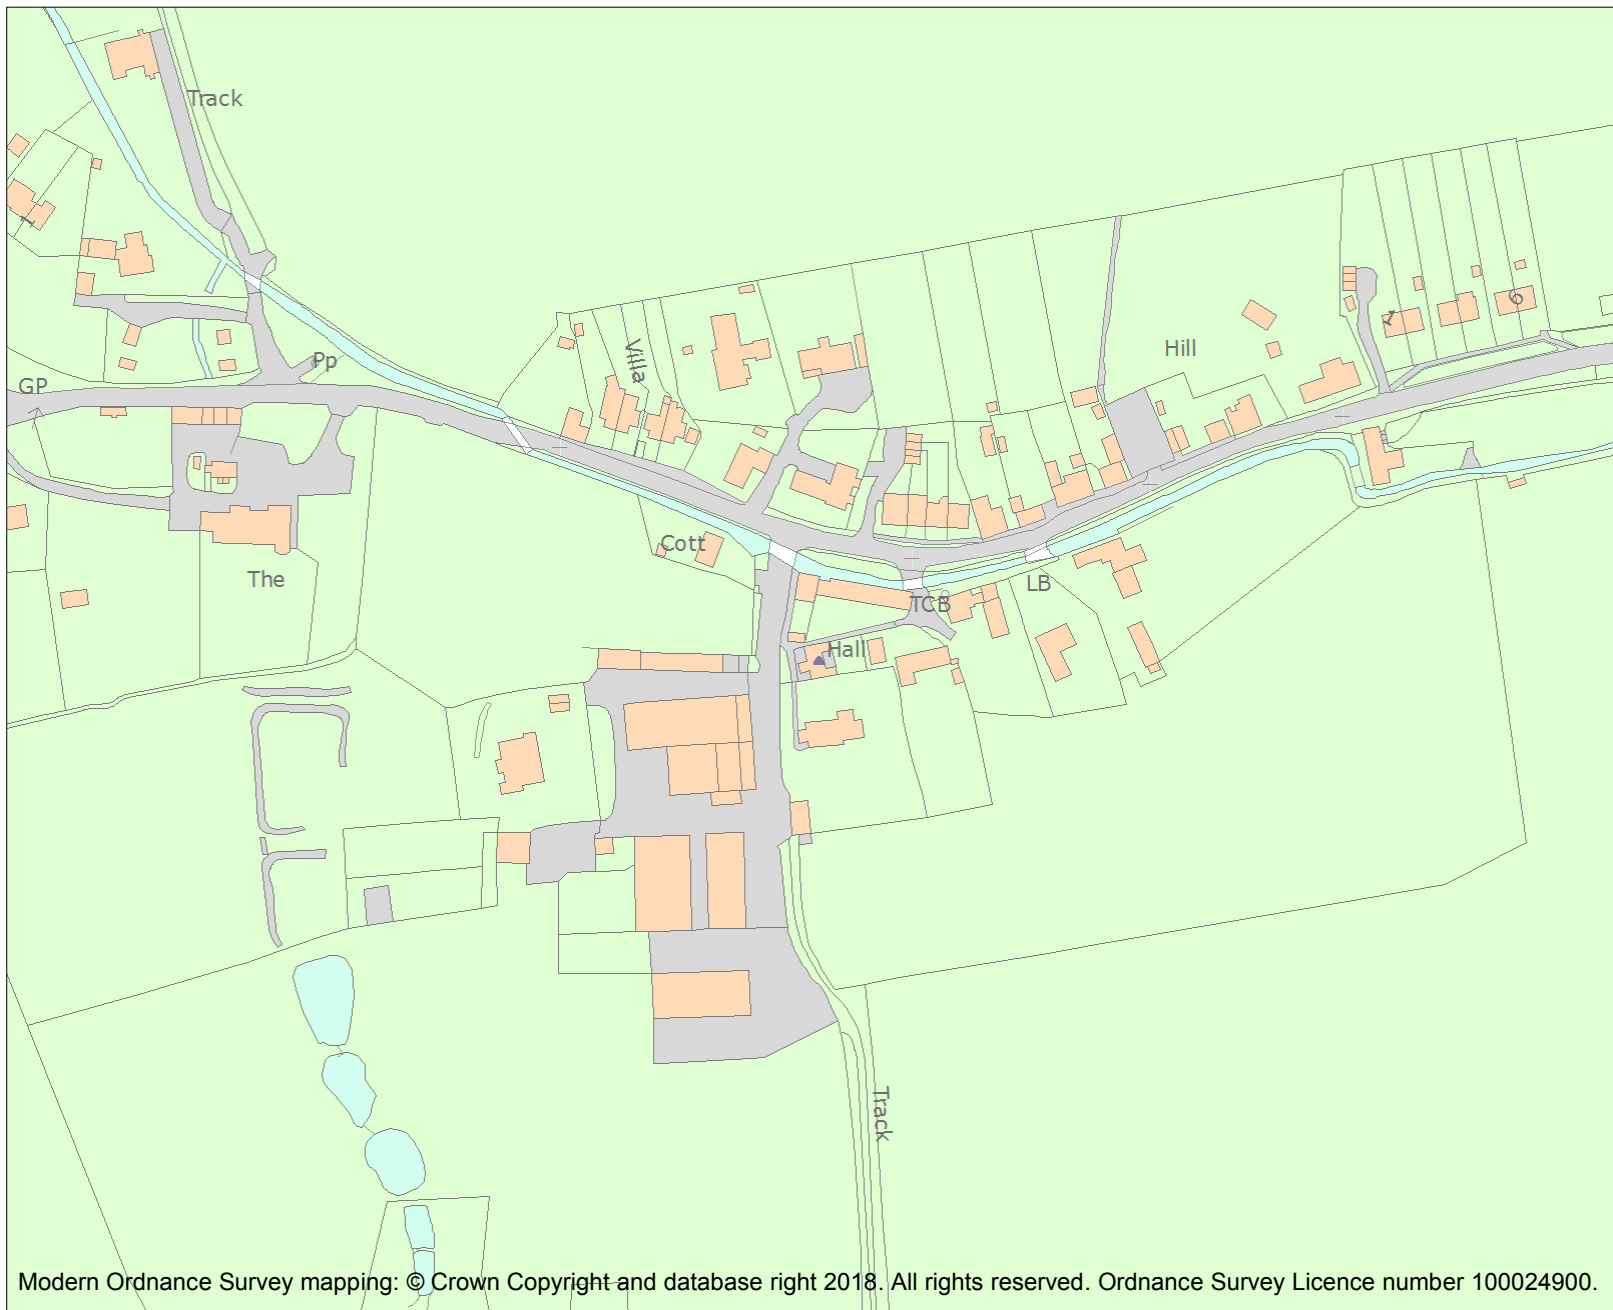 Track
1
Pp
GP
Villa
Hill
1
6
The
Cott
TCB
LB
Hall
Track
Modern Ordnance Survey mapping: © Crown Copyright and database right 2018. All rights reserved. Ordnance Survey Licence number 100024900.